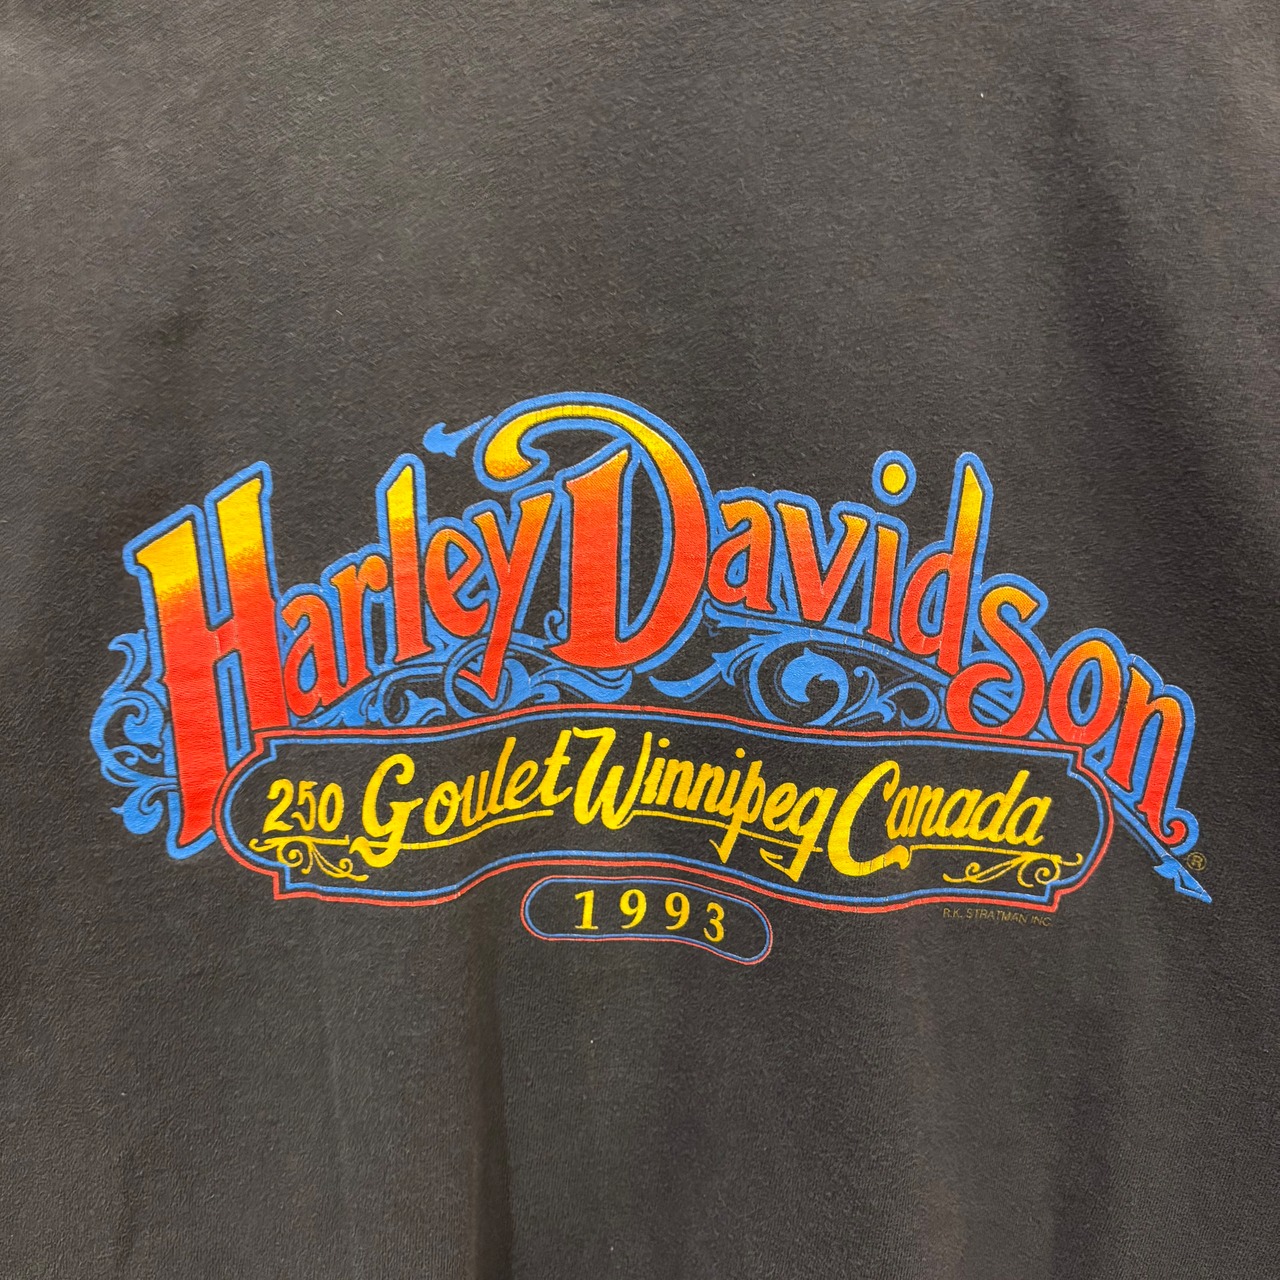 Harley Davidson
250 Goulet Winnipeg Canada
®
1993
R.K. STRATMAN INC